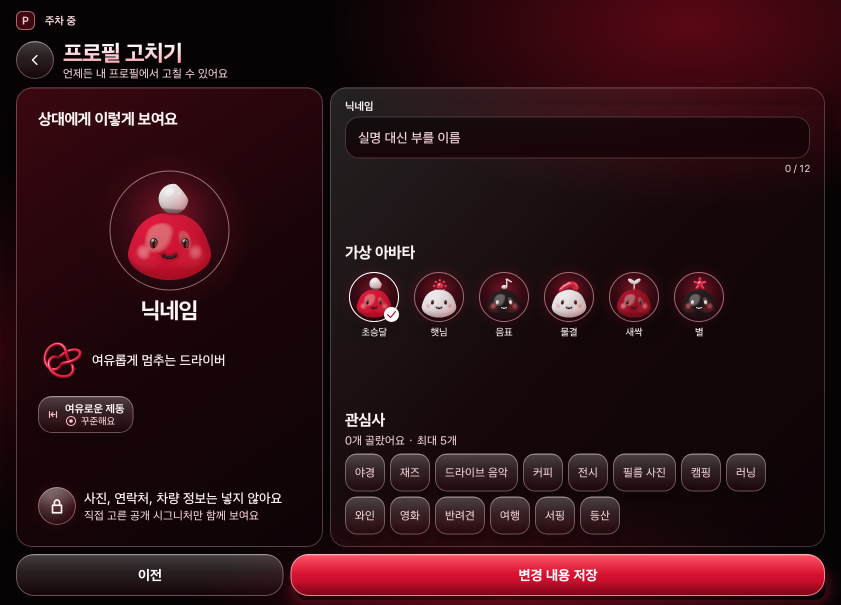 P 주차 중
프로필 고치기
언제든 내 프로필에서 고칠 수 있어요
상대에게 이렇게 보여요
닉네임
여유롭게 멈추는 드라이버
여유로운 제동
꾸준해요
사진, 연락처, 차량 정보는 넣지 않아요
직접 고른 공개 시그니처만 함께 보여요
닉네임
실명 대신 부를 이름
0 / 12
가상 아바타
초승달 햇님 음표 물결 새싹 별
관심사
0개 골랐어요 · 최대 5개
야경 재즈 드라이브 음악 커피 전시 필름 사진 캠핑 러닝
와인 영화 반려견 여행 서핑 등산
이전 변경 내용 저장